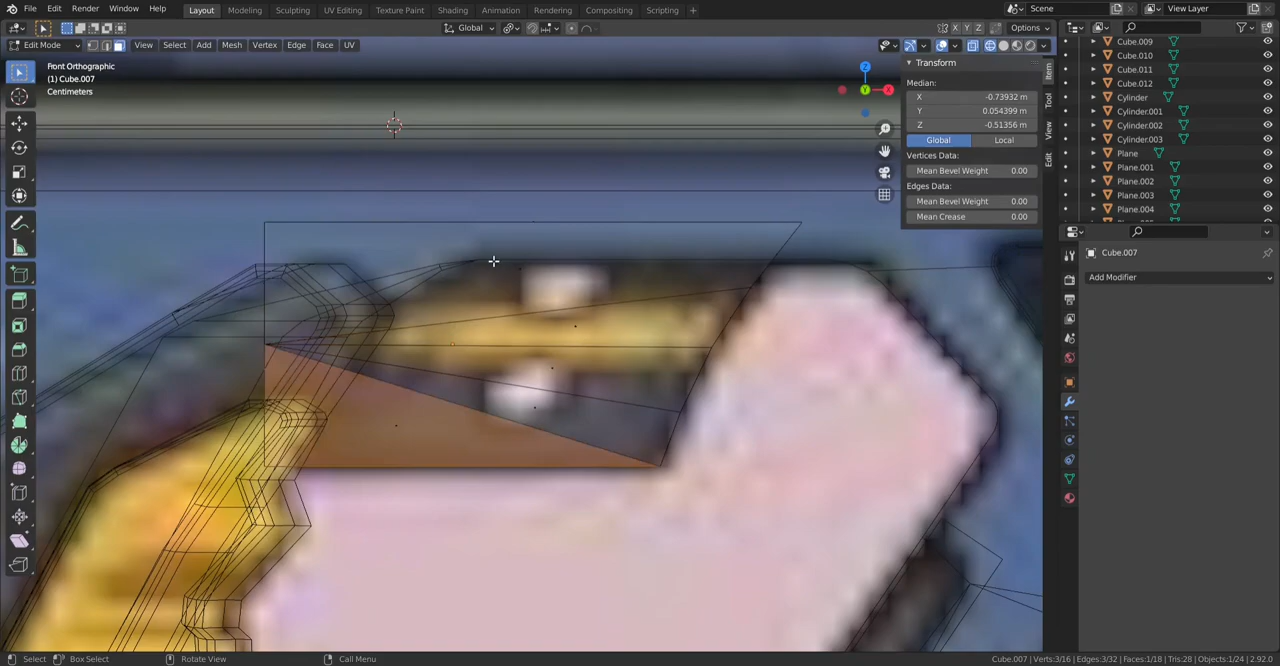 File Edit Render Window Help Layout Modeling Sculpting UV Editing Texture Paint Shading Animation Rendering Compositing Scripting + Scene View Layer
Global X Y Z Options
Edit Mode View Select Add Mesh Vertex Edge Face UV
Front Orthographic
(1) Cube.007
Centimeters
Z
Y
X
Transform
Median:
X -0.73932 m
Y 0.054399 m
Z -0.51356 m
Global Local
Vertices Data:
Mean Bevel Weight 0.00
Edges Data:
Mean Bevel Weight 0.00
Mean Crease 0.00
Item
Tool
View
Edit
Cube.009
Cube.010
Cube.011
Cube.012
Cylinder
Cylinder.001
Cylinder.002
Cylinder.003
Plane
Plane.001
Plane.002
Plane.003
Plane.004
Cube.007
Add Modifier
Select Box Select Rotate View Call Menu Cube.007 | Verts:3/16 | Edges:3/32 | Faces:1/18 | Tris:28 | Objects:1/24 | 2.92.0